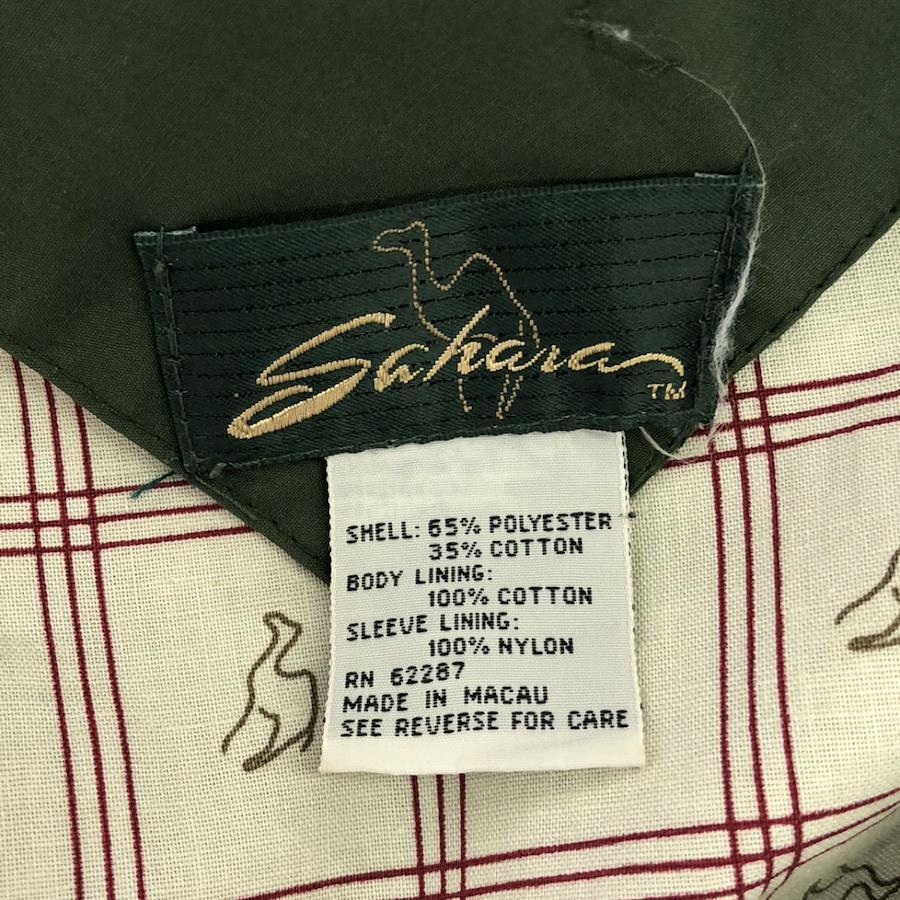 Sahara
TM
SHELL: 65% POLYESTER
35% COTTON
BODY LINING:
100% COTTON
SLEEVE LINING:
100% NYLON
RN 62287
MADE IN MACAU
SEE REVERSE FOR CARE